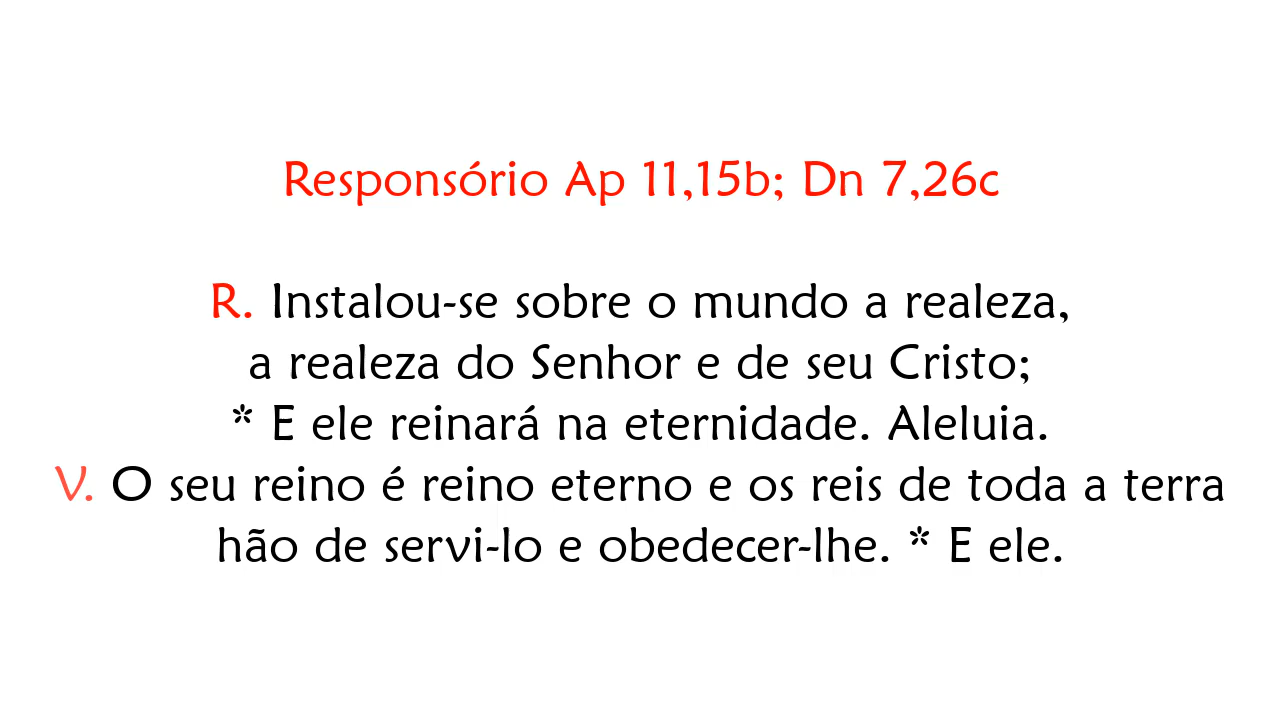 Responsório Ap 11,15b; Dn 7,26c
R. Instalou-se sobre o mundo a realeza,
a realeza do Senhor e de seu Cristo;
* E ele reinará na eternidade. Aleluia.
V. O seu reino é reino eterno e os reis de toda a terra
hão de servi-lo e obedecer-lhe. * E ele.